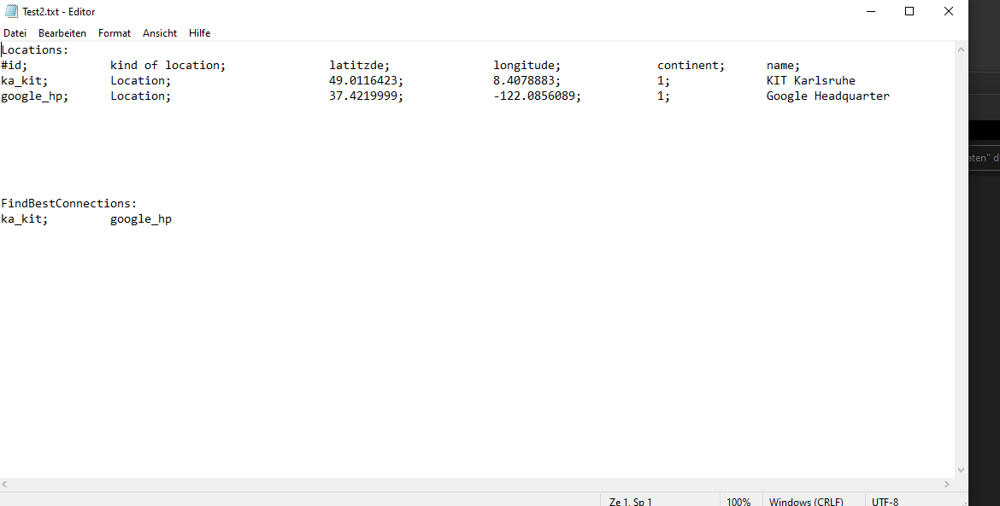 Test2.txt - Editor
Datei Bearbeiten Format Ansicht Hilfe
Locations:
#id; kind of location; latitzde; longitude; continent; name;
ka_kit; Location; 49.0116423; 8.4078883; 1; KIT Karlsruhe
google_hp; Location; 37.4219999; -122.0856089; 1; Google Headquarter
aten" d
FindBestConnections:
ka_kit; google_hp
Ze 1, Sp 1 100% Windows (CRLF) UTF-8